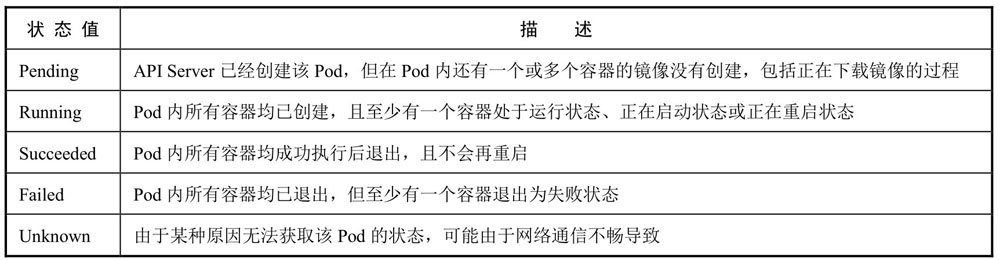 状态值 描述
Pending API Server 已经创建该 Pod，但在 Pod 内还有一个或多个容器的镜像没有创建，包括正在下载镜像的过程
Running Pod 内所有容器均已创建，且至少有一个容器处于运行状态、正在启动状态或正在重启状态
Succeeded Pod 内所有容器均成功执行后退出，且不会再重启
Failed Pod 内所有容器均已退出，但至少有一个容器退出为失败状态
Unknown 由于某种原因无法获取该 Pod 的状态，可能由于网络通信不畅导致